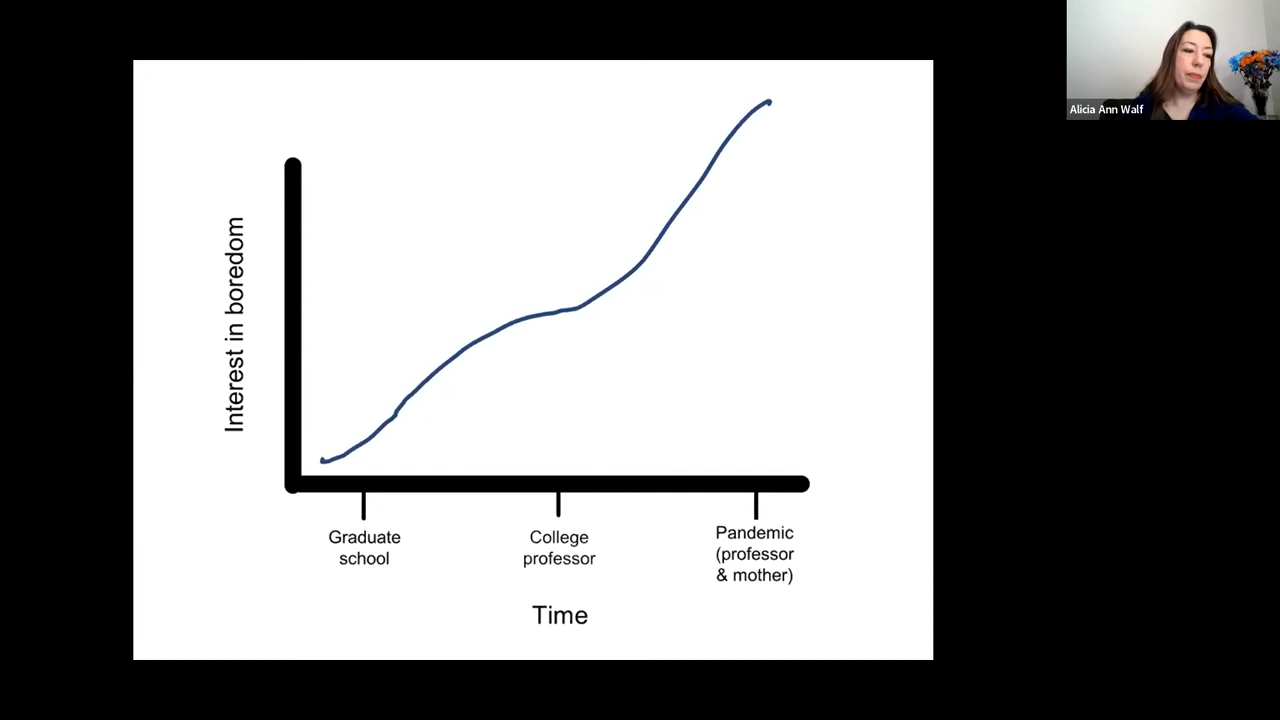 Alicia Ann Walf
Interest in boredom
Graduate
school
College
professor
Pandemic
(professor
& mother)
Time